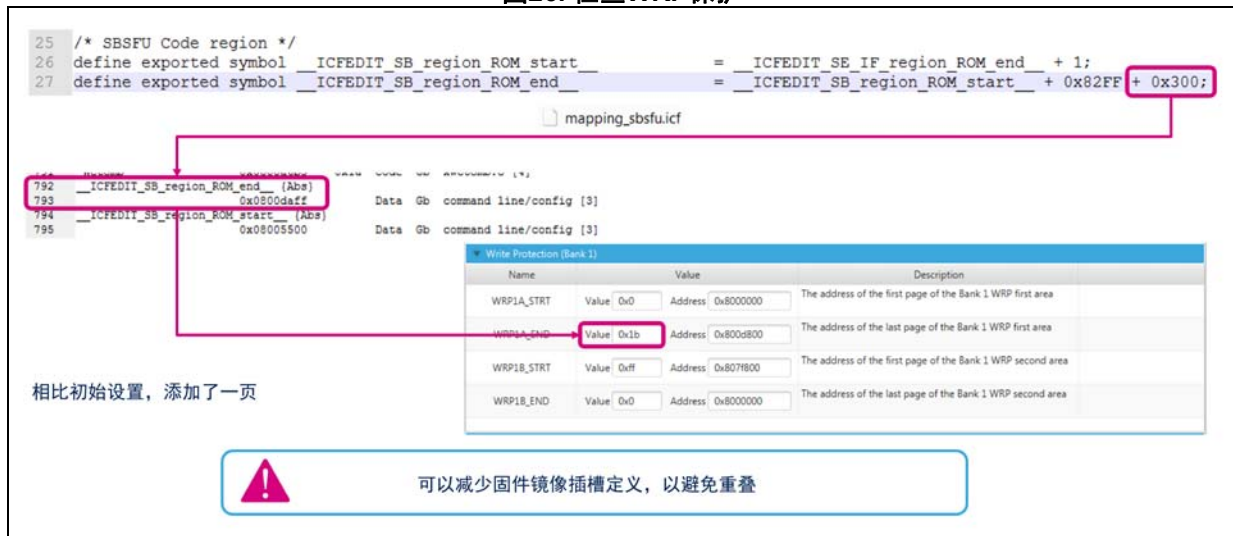 25 /* SBSFU Code region */
26 define exported symbol __ICFEDIT_SB_region_ROM_start__ = __ICFEDIT_SE_IF_region_ROM_end__ + 1;
27 define exported symbol __ICFEDIT_SB_region_ROM_end__ = __ICFEDIT_SB_region_ROM_start__ + 0x82FF + 0x300;
mapping_sbsfu.icf
792 __ICFEDIT_SB_region_ROM_end__ {Abs}
793 0x0800daff Data Gb command line/config [3]
794 __ICFEDIT_SB_region_ROM_start__ {Abs}
795 0x08005500 Data Gb command line/config [3]
Write Protection (Bank 1)
Name Value Description
WRP1A_STRT Value 0x0 Address 0x8000000 The address of the first page of the Bank 1 WRP first area
WRP1A_END Value 0x1b Address 0x800d800 The address of the last page of the Bank 1 WRP first area
WRP1B_STRT Value 0xff Address 0x807f800 The address of the first page of the Bank 1 WRP second area
WRP1B_END Value 0x0 Address 0x8000000 The address of the last page of the Bank 1 WRP second area
相比初始设置，添加了一页
可以减少固件镜像插槽定义，以避免重叠